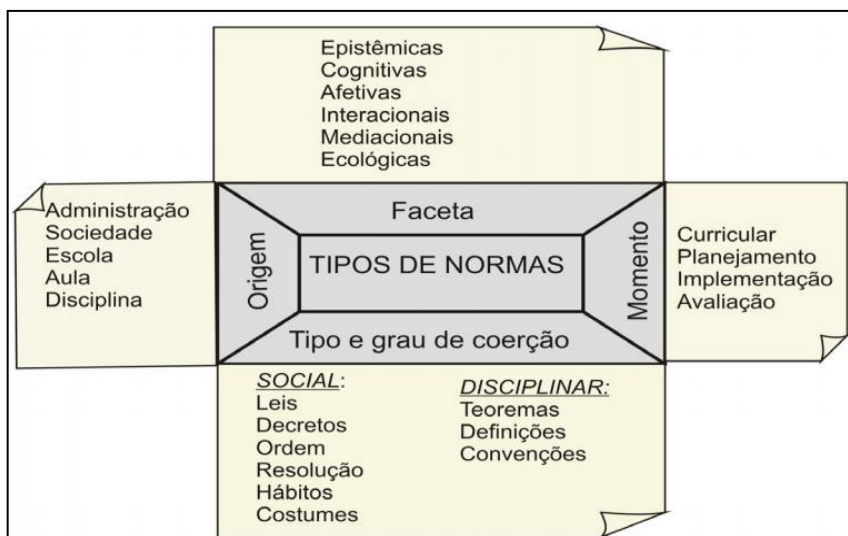 Epistêmicas
Cognitivas
Afetivas
Interacionais
Mediacionais
Ecológicas
Administração
Sociedade
Escola
Aula
Disciplina
Origem
Faceta
TIPOS DE NORMAS
Tipo e grau de coerção
Momento
Curricular
Planejamento
Implementação
Avaliação
SOCIAL:
Leis
Decretos
Ordem
Resolução
Hábitos
Costumes
DISCIPLINAR:
Teoremas
Definições
Convenções